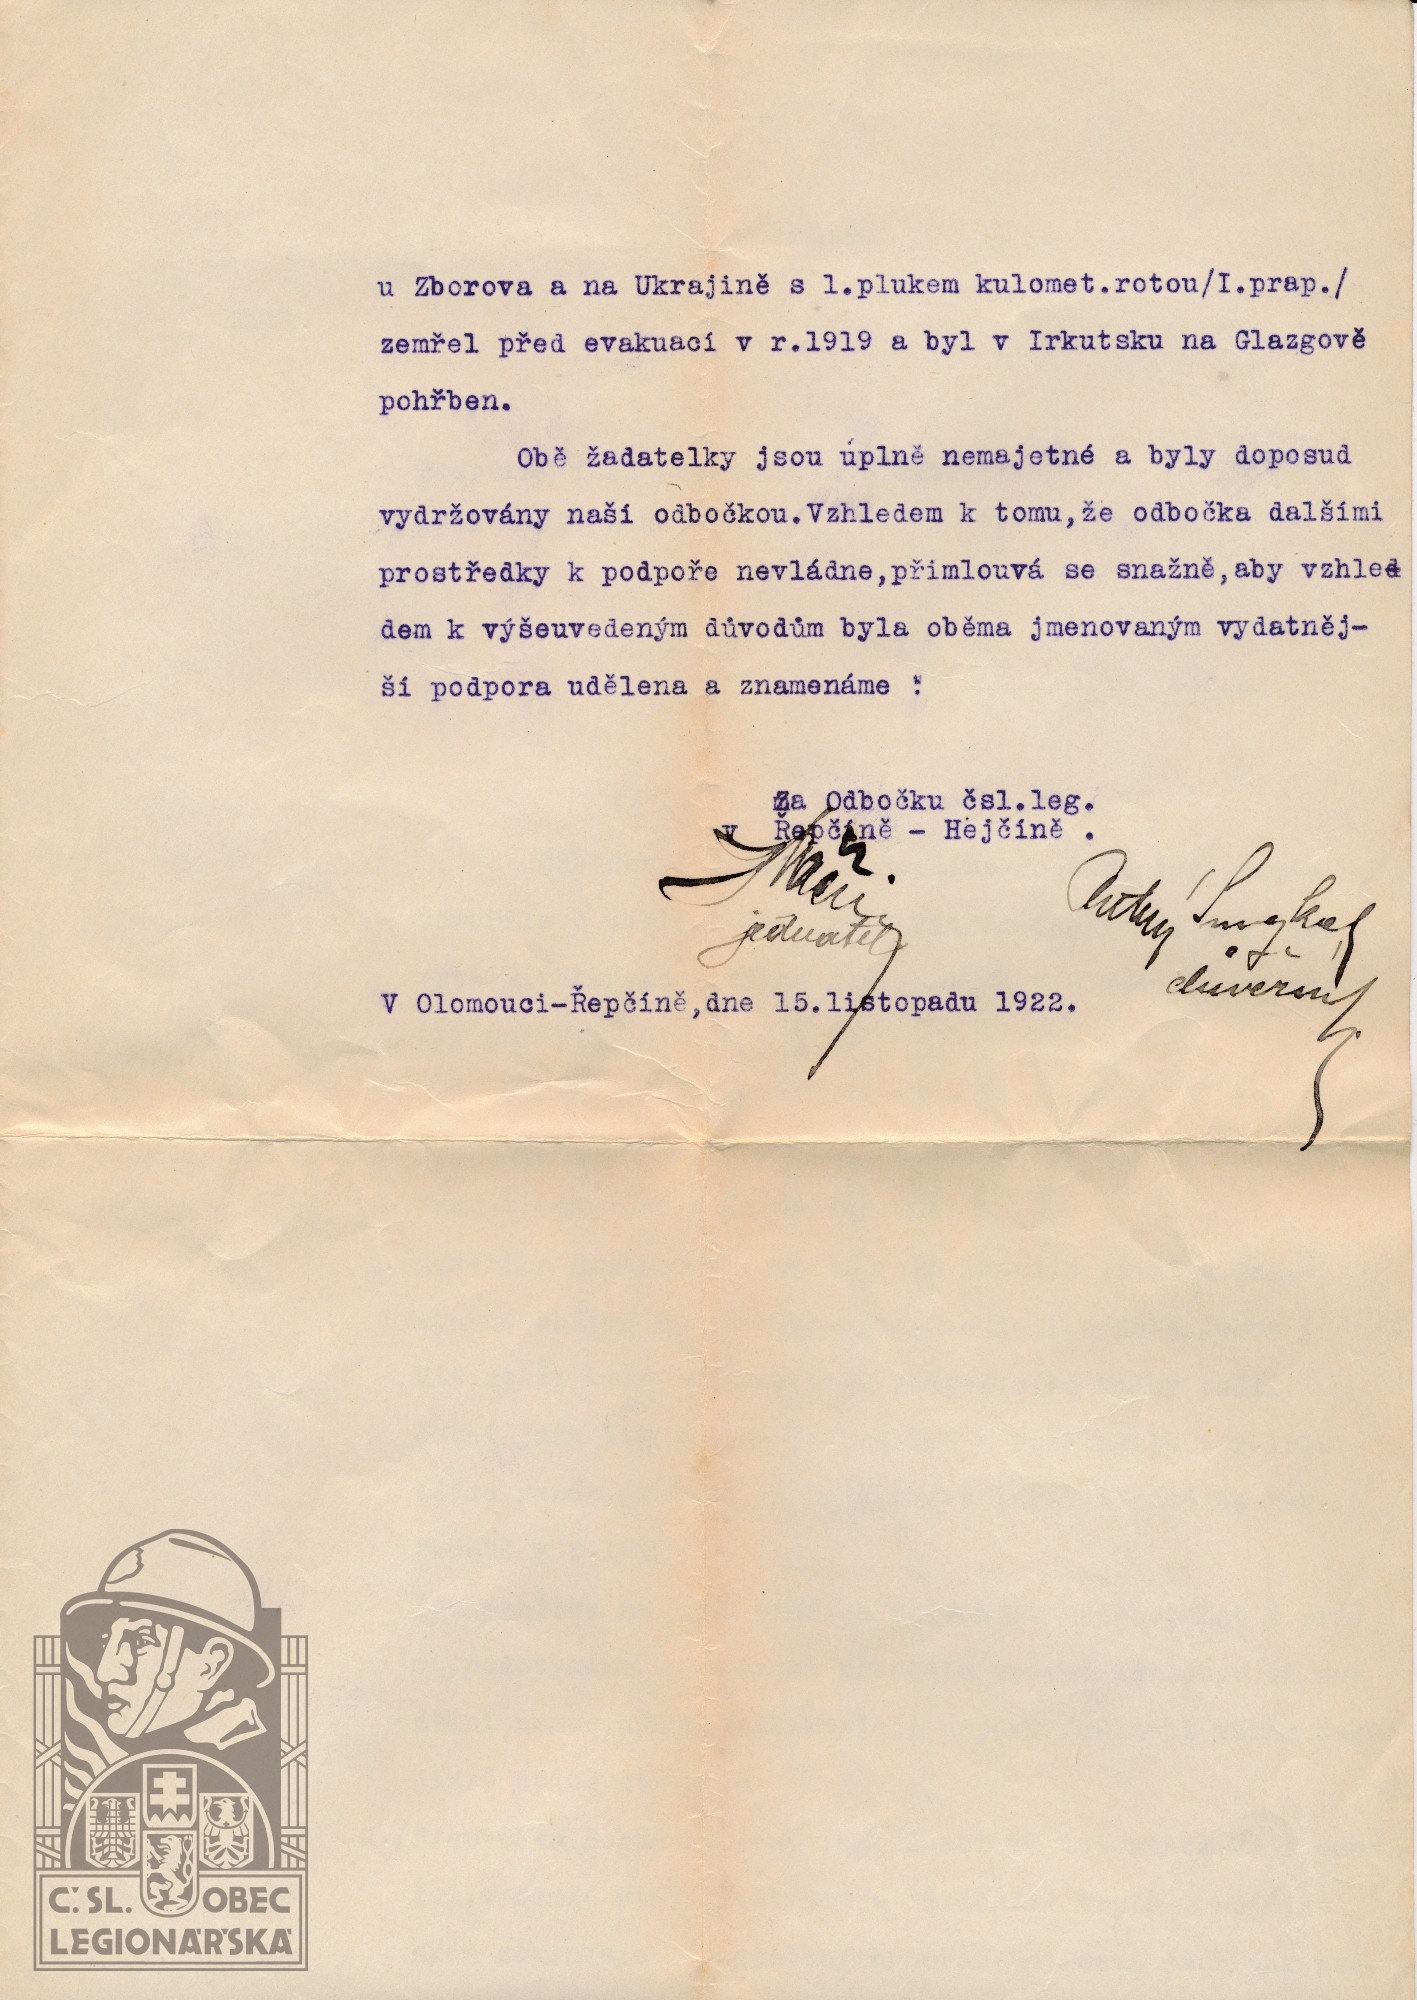 u Zborova a na Ukrajině s 1.plukem kulomet.rotou/I.prap./
zemřel před evakuací v r.1919 a byl v Irkutsku na Glazgově
pohřben.
Obě žadatelky jsou úplně nemajetné a byly doposud
vydržovány naší odbočkou.Vzhledem k tomu,že odbočka dalšími
prostředky k podpoře nevládne,přimlouvá se snažně,aby vzhled
dem k výšeuvedeným důvodům byla oběma jmenovaným vydatněj-
ší podpora udělena a znamenáme :
Za Odbočku čsl.leg.
v Řepčíně - Hejčíně .
jednatel
důvěrník
V Olomouci-Řepčíně,dne 15.listopadu 1922.
Č.SL. OBEC
LEGIONÁŘSKÁ